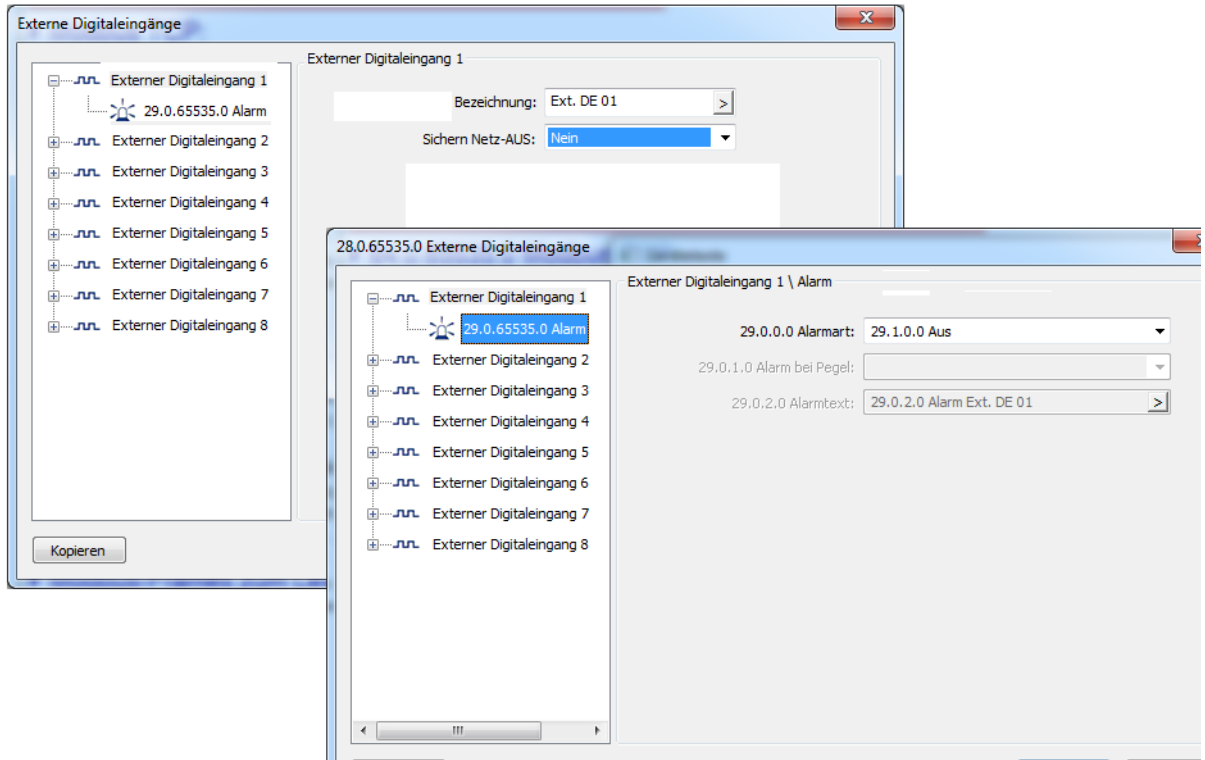 Externe Digitaleingänge
Externer Digitaleingang 1
29.0.65535.0 Alarm
Externer Digitaleingang 2
Externer Digitaleingang 3
Externer Digitaleingang 4
Externer Digitaleingang 5
Externer Digitaleingang 6
Externer Digitaleingang 7
Externer Digitaleingang 8
Kopieren
Externer Digitaleingang 1
Bezeichnung: Ext. DE 01 >
Sichern Netz-AUS: Nein
28.0.65535.0 Externe Digitaleingänge
Externer Digitaleingang 1
29.0.65535.0 Alarm
Externer Digitaleingang 2
Externer Digitaleingang 3
Externer Digitaleingang 4
Externer Digitaleingang 5
Externer Digitaleingang 6
Externer Digitaleingang 7
Externer Digitaleingang 8
Externer Digitaleingang 1 \ Alarm
29.0.0.0 Alarmart: 29.1.0.0 Aus
29.0.1.0 Alarm bei Pegel:
29.0.2.0 Alarmtext: 29.0.2.0 Alarm Ext. DE 01 >